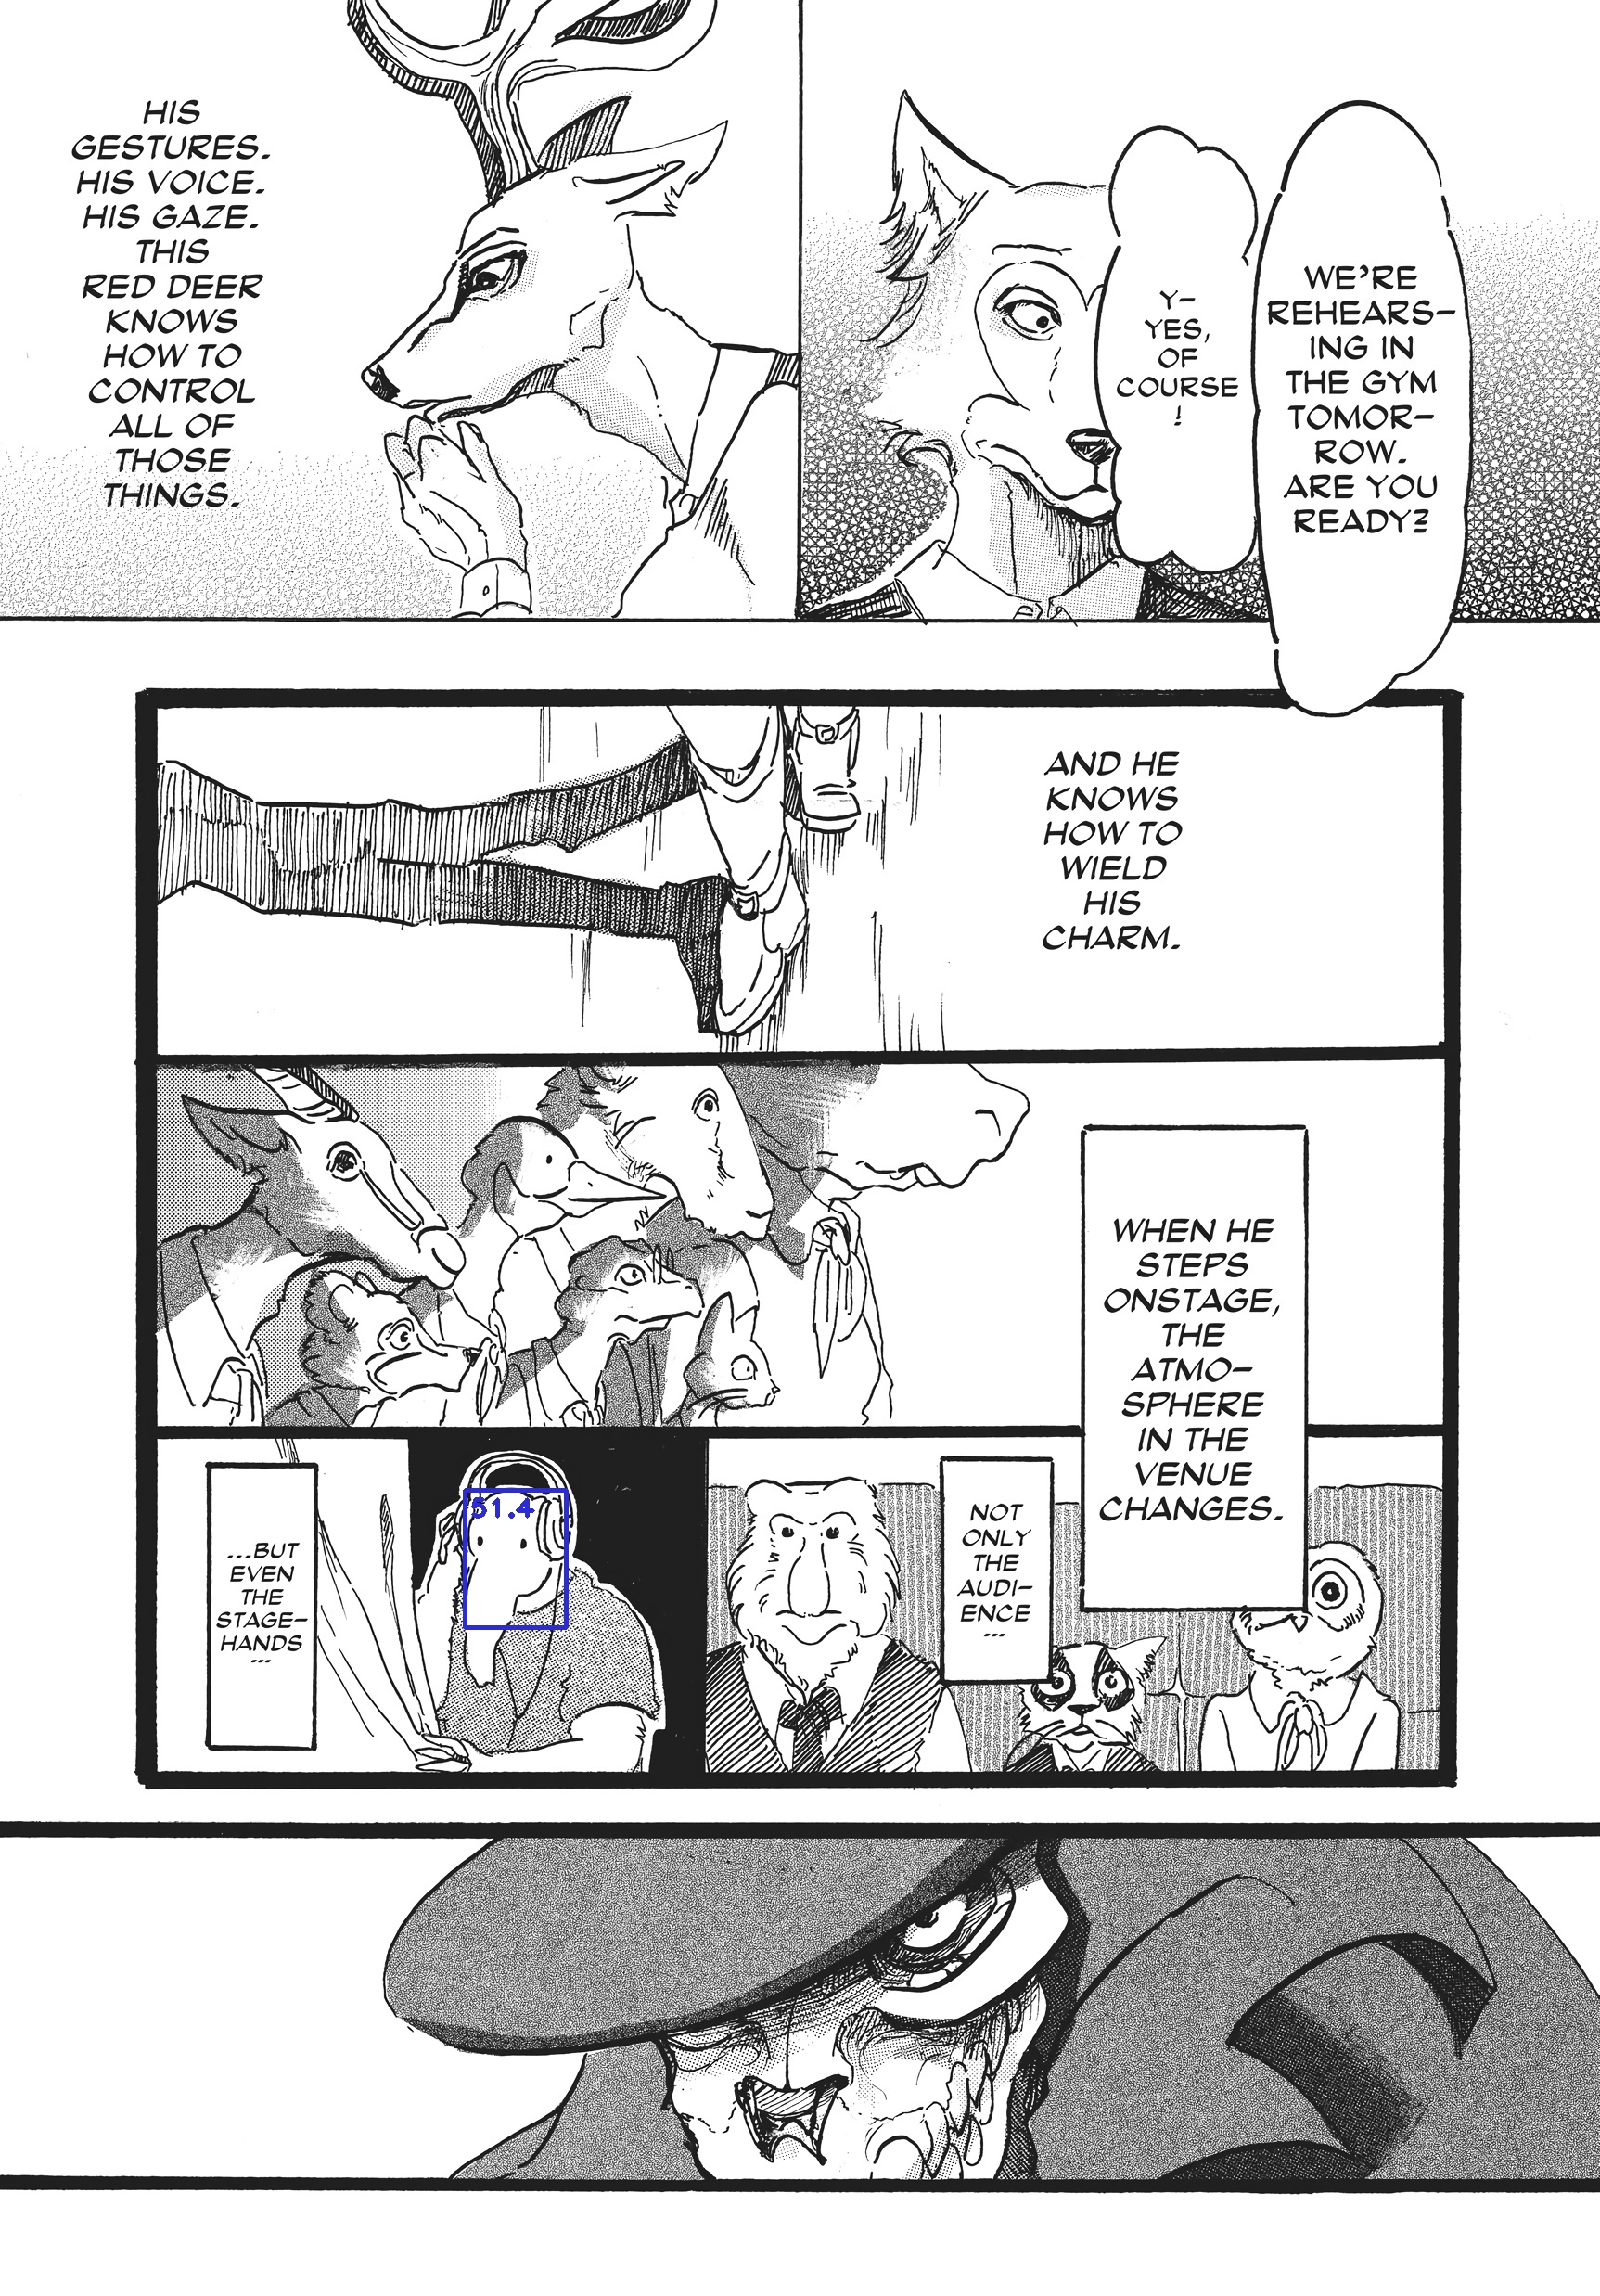 WE'RE
REHEARS-
ING IN
THE GYM
TOMOR-
ROW.
ARE YOU
READY?
Y-
YES,
OF
COURSE
!
HIS
GESTURES.
HIS VOICE.
HIS GAZE.
THIS
RED DEER
KNOWS
HOW TO
CONTROL
ALL OF
THOSE
THINGS.
AND HE
KNOWS
HOW TO
WIELD
HIS
CHARM.
WHEN HE
STEPS
ONSTAGE,
THE
ATMO-
SPHERE
IN THE
VENUE
CHANGES.
NOT
ONLY
THE
AUDI-
ENCE
...
51.4
...BUT
EVEN
THE
STAGE-
HANDS
...